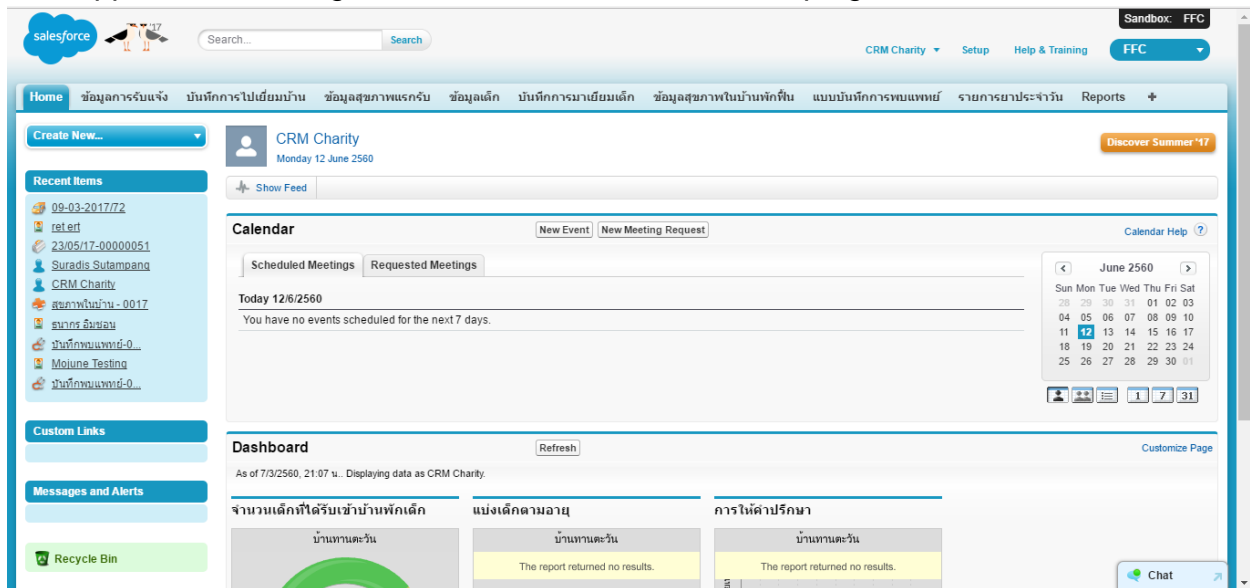 Sandbox: FFC
salesforce
'17
Search...
Search
CRM Charity
Setup
Help & Training
FFC
Home ข้อมูลการรับแจ้ง บันทึกการไปเยี่ยมบ้าน ข้อมูลสุขภาพแรกรับ ข้อมูลเด็ก บันทึกการมาเยี่ยมเด็ก ข้อมูลสุขภาพในบ้านพักฟื้น แบบบันทึกการพบแพทย์ รายการยาประจำวัน Reports +
Create New...
Recent Items
09-03-2017/72
ret ert
23/05/17-00000051
Suradis Sutampang
CRM Charity
สุขภาพในบ้าน - 0017
ธนากร อิมชอน
บันทึกพบแพทย์-0...
Mojune Testing
บันทึกพบแพทย์-0...
Custom Links
Messages and Alerts
Recycle Bin
CRM Charity
Monday 12 June 2560
Discover Summer '17
Show Feed
Calendar
New Event
New Meeting Request
Calendar Help ?
Scheduled Meetings
Requested Meetings
Today 12/6/2560
You have no events scheduled for the next 7 days.
< June 2560 >
Sun Mon Tue Wed Thu Fri Sat
28 29 30 31 01 02 03
04 05 06 07 08 09 10
11 12 13 14 15 16 17
18 19 20 21 22 23 24
25 26 27 28 29 30 01
1 7 31
Dashboard
Refresh
Customize Page
As of 7/3/2560, 21:07 น.. Displaying data as CRM Charity.
จำนวนเด็กที่ได้รับเข้าบ้านพักเด็ก
บ้านทานตะวัน
แบ่งเด็กตามอายุ
บ้านทานตะวัน
The report returned no results.
การให้คำปรึกษา
บ้านทานตะวัน
The report returned no results.
Chat